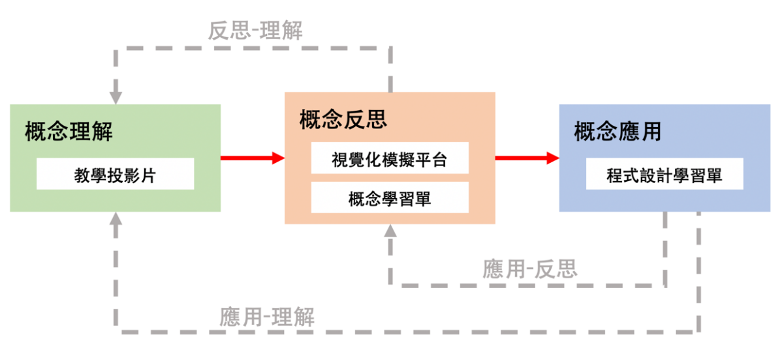 反思-理解
概念理解
教學投影片
概念反思
視覺化模擬平台
概念學習單
概念應用
程式設計學習單
應用-反思
應用-理解